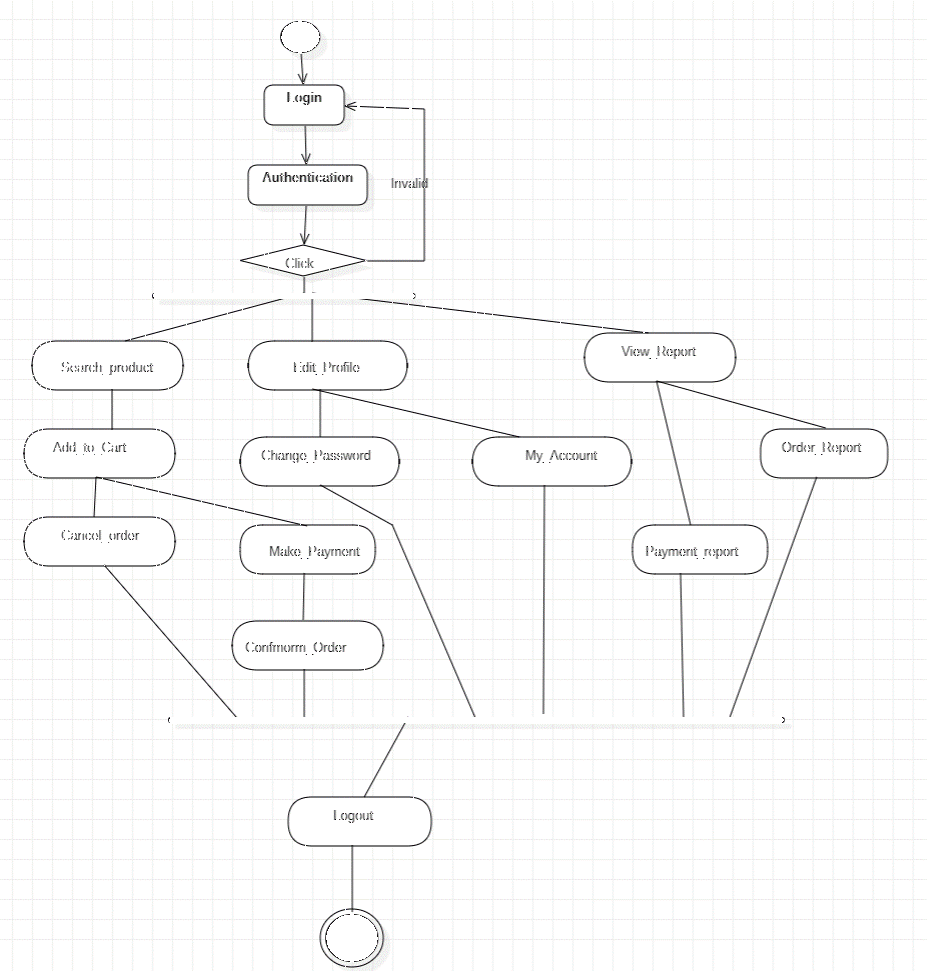 Login
Authentication
Invalid
Click
Search_product
Edit_Profile
View_Report
Add_to_Cart
Change_Password
My_Account
Order_Report
Cancel_order
Make_Payment
Payment_report
Confmorm_Order
Logout